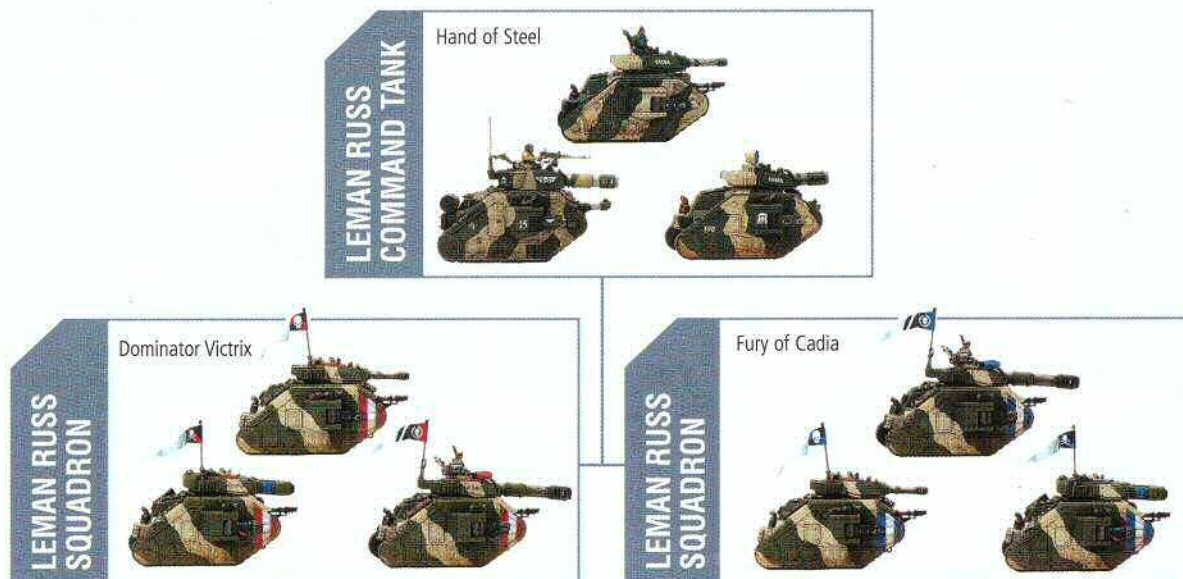 LEMAN RUSS
COMMAND TANK
Hand of Steel
LEMAN RUSS
SQUADRON
Dominator Victrix
LEMAN RUSS
SQUADRON
Fury of Cadia